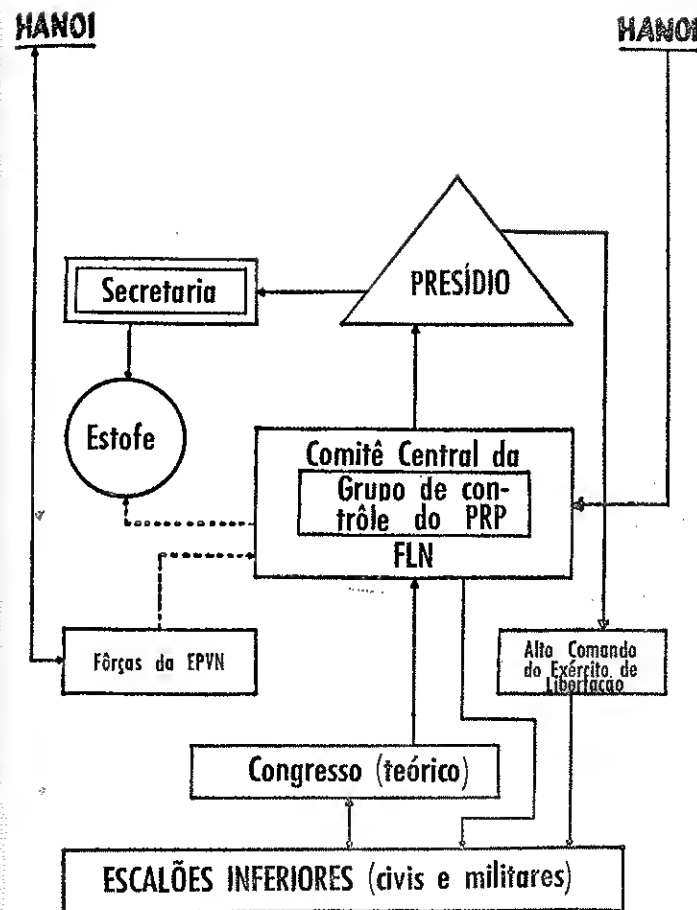 HANOI
HANOI
PRESÍDIO
Secretaria
Estofe
Comitê Central da
Grupo de con-
trôle do PRP
FLN
Fôrças da EPVN
Alto Comando
do Exército de
Libertação
Congresso (teórico)
ESCALÕES INFERIORES (civis e militares)